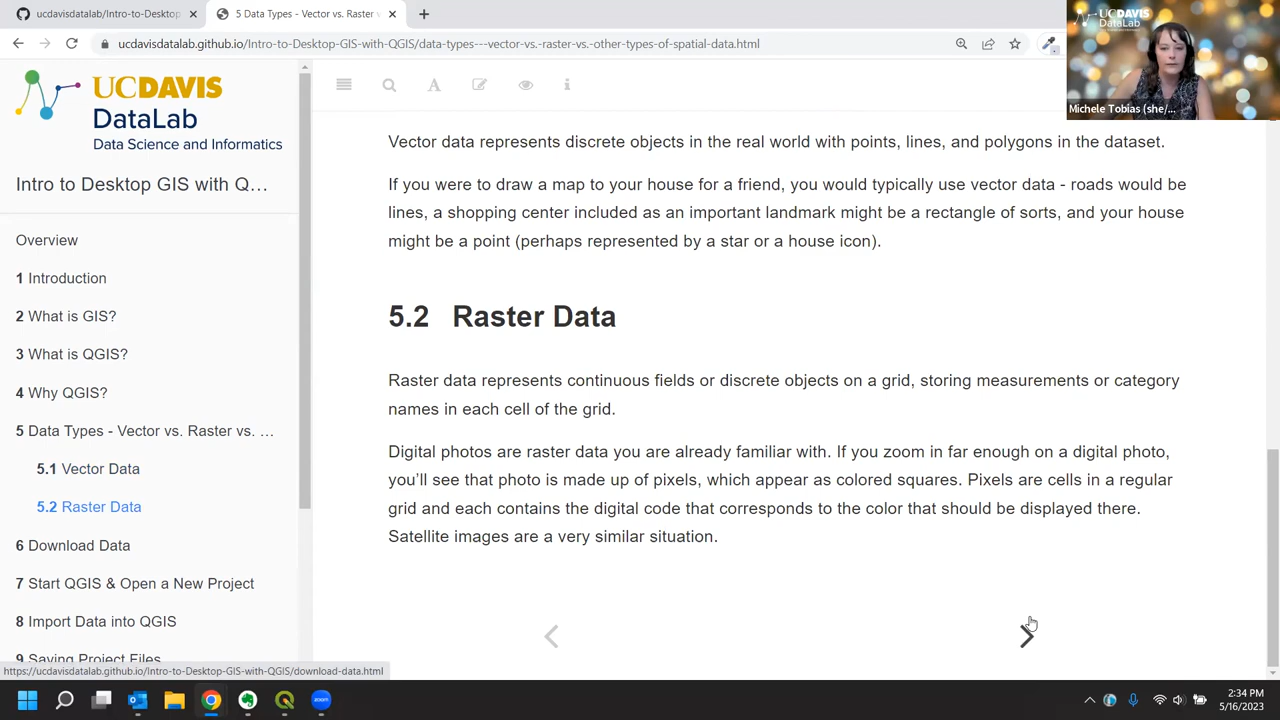 ucdavisdatalab/Intro-to-Desktop
5 Data Types - Vector vs. Raster v
ucdavisdatalab.github.io/Intro-to-Desktop-GIS-with-QGIS/data-types---vector-vs.-raster-vs.-other-types-of-spatial-data.html
UCDAVIS
DataLab
Michele Tobias (she/...
UCDAVIS
DataLab
Data Science and Informatics
Intro to Desktop GIS with Q...
Overview
1 Introduction
2 What is GIS?
3 What is QGIS?
4 Why QGIS?
5 Data Types - Vector vs. Raster vs. ...
5.1 Vector Data
5.2 Raster Data
6 Download Data
7 Start QGIS & Open a New Project
8 Import Data into QGIS
9 Saving Project Files
https://ucdavisdatalab.github.io/Intro-to-Desktop-GIS-with-QGIS/download-data.html
Vector data represents discrete objects in the real world with points, lines, and polygons in the dataset.
If you were to draw a map to your house for a friend, you would typically use vector data - roads would be
lines, a shopping center included as an important landmark might be a rectangle of sorts, and your house
might be a point (perhaps represented by a star or a house icon).
5.2 Raster Data
Raster data represents continuous fields or discrete objects on a grid, storing measurements or category
names in each cell of the grid.
Digital photos are raster data you are already familiar with. If you zoom in far enough on a digital photo,
you'll see that photo is made up of pixels, which appear as colored squares. Pixels are cells in a regular
grid and each contains the digital code that corresponds to the color that should be displayed there.
Satellite images are a very similar situation.
zoom
2:34 PM
5/16/2023